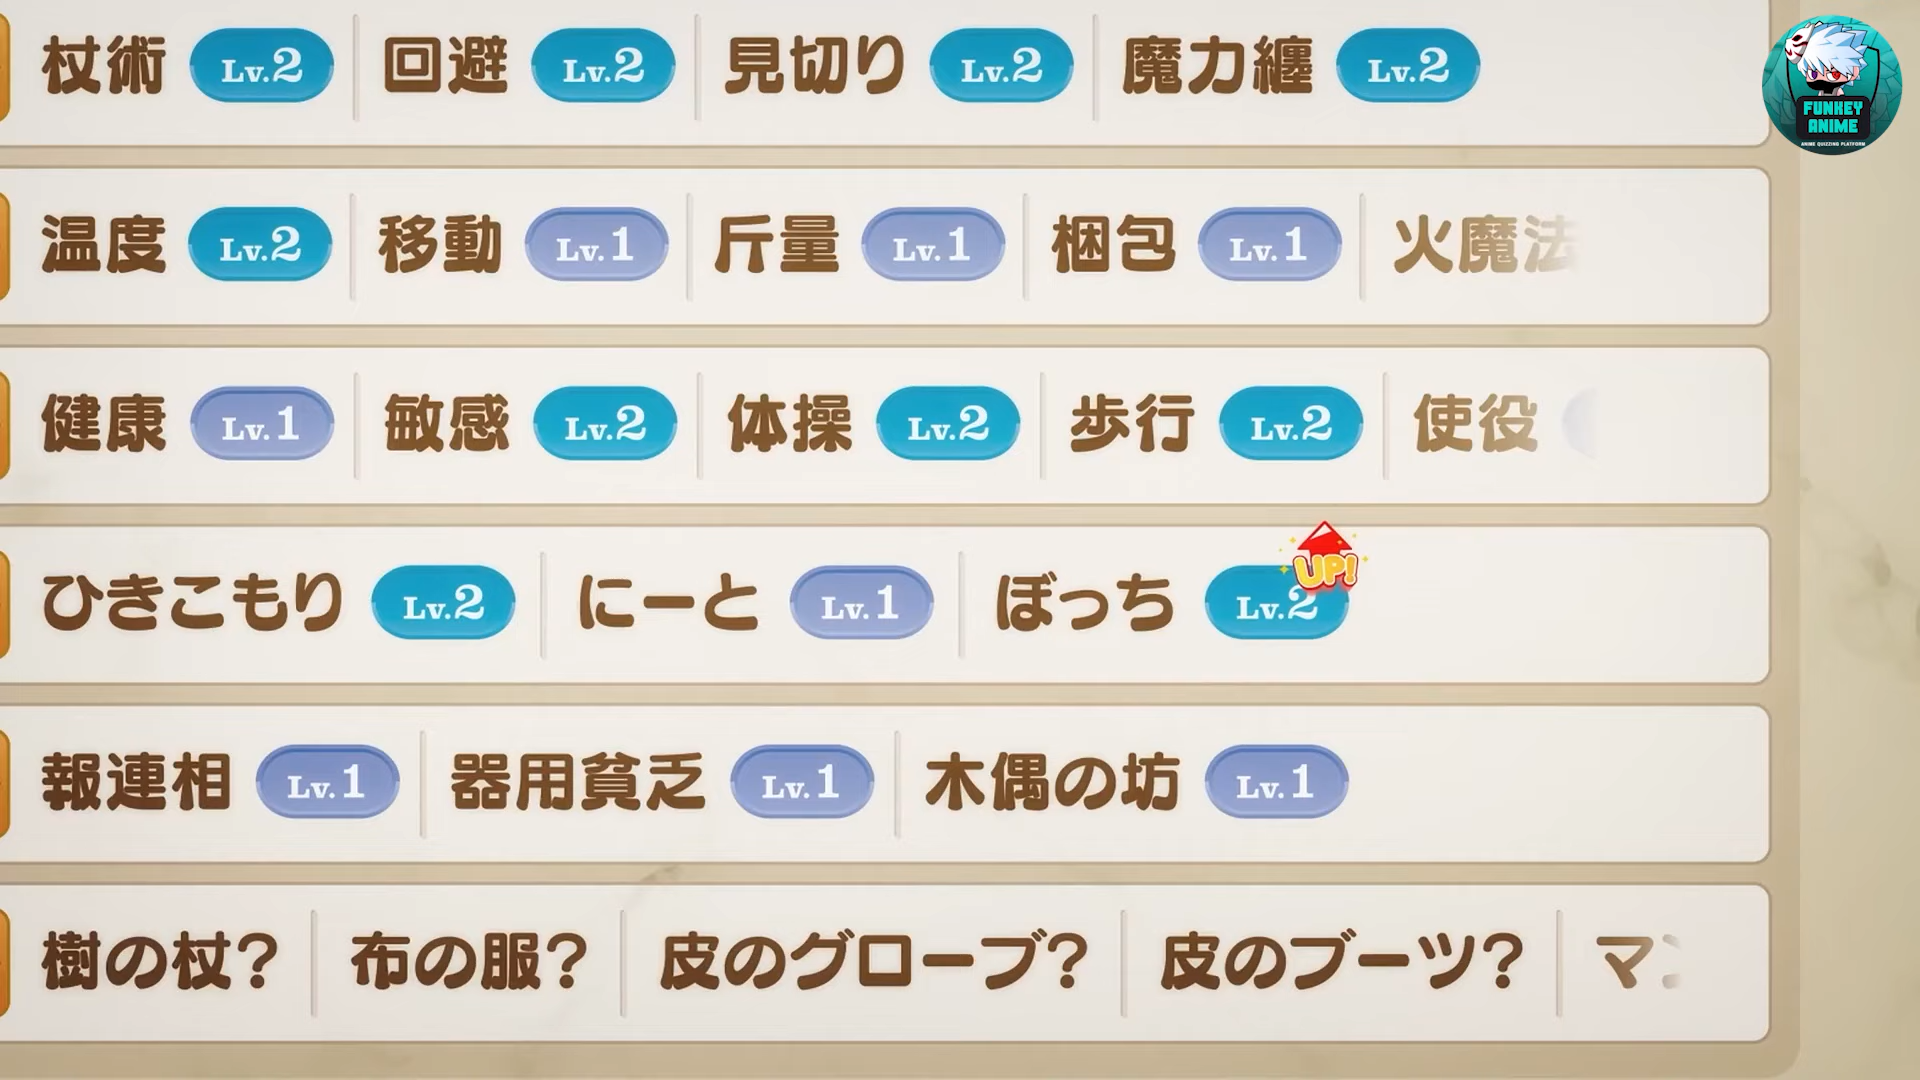 杖術 Lv.2 回避 Lv.2 見切り Lv.2 魔力纏 Lv.2
FUNKEY
ANIME
ANIME QUIZZING PLATFORM
温度 Lv.2 移動 Lv.1 斤量 Lv.1 梱包 Lv.1 火魔法
健康 Lv.1 敏感 Lv.2 体操 Lv.2 歩行 Lv.2 使役
UP!
ひきこもり Lv.2 にーと Lv.1 ぼっち Lv.2
報連相 Lv.1 器用貧乏 Lv.1 木偶の坊 Lv.1
樹の杖? 布の服? 皮のグローブ? 皮のブーツ? マ